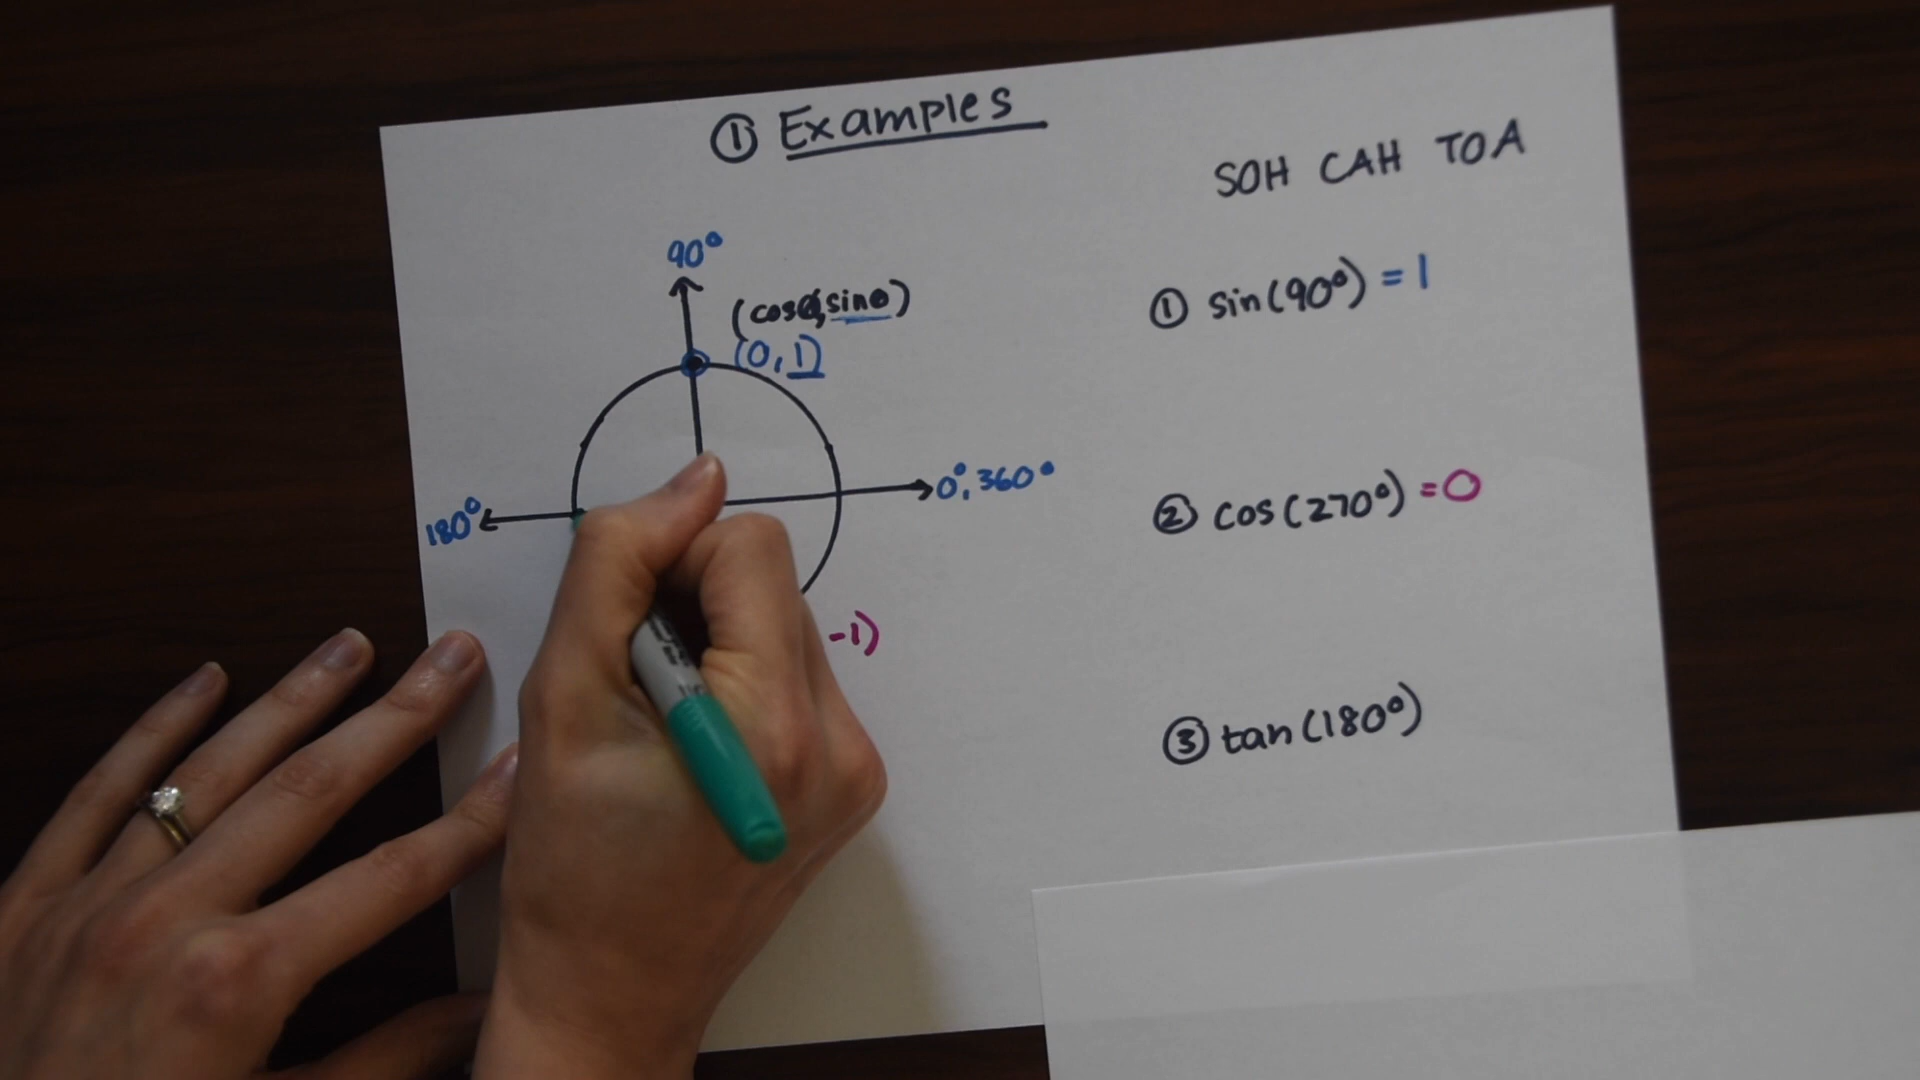 ① Examples
SOH CAH TOA
90°
(cosθ, sinθ)
(0, 1)
① sin(90°) = 1
0°, 360°
180°
② cos(270°) = 0
-1)
③ tan(180°)